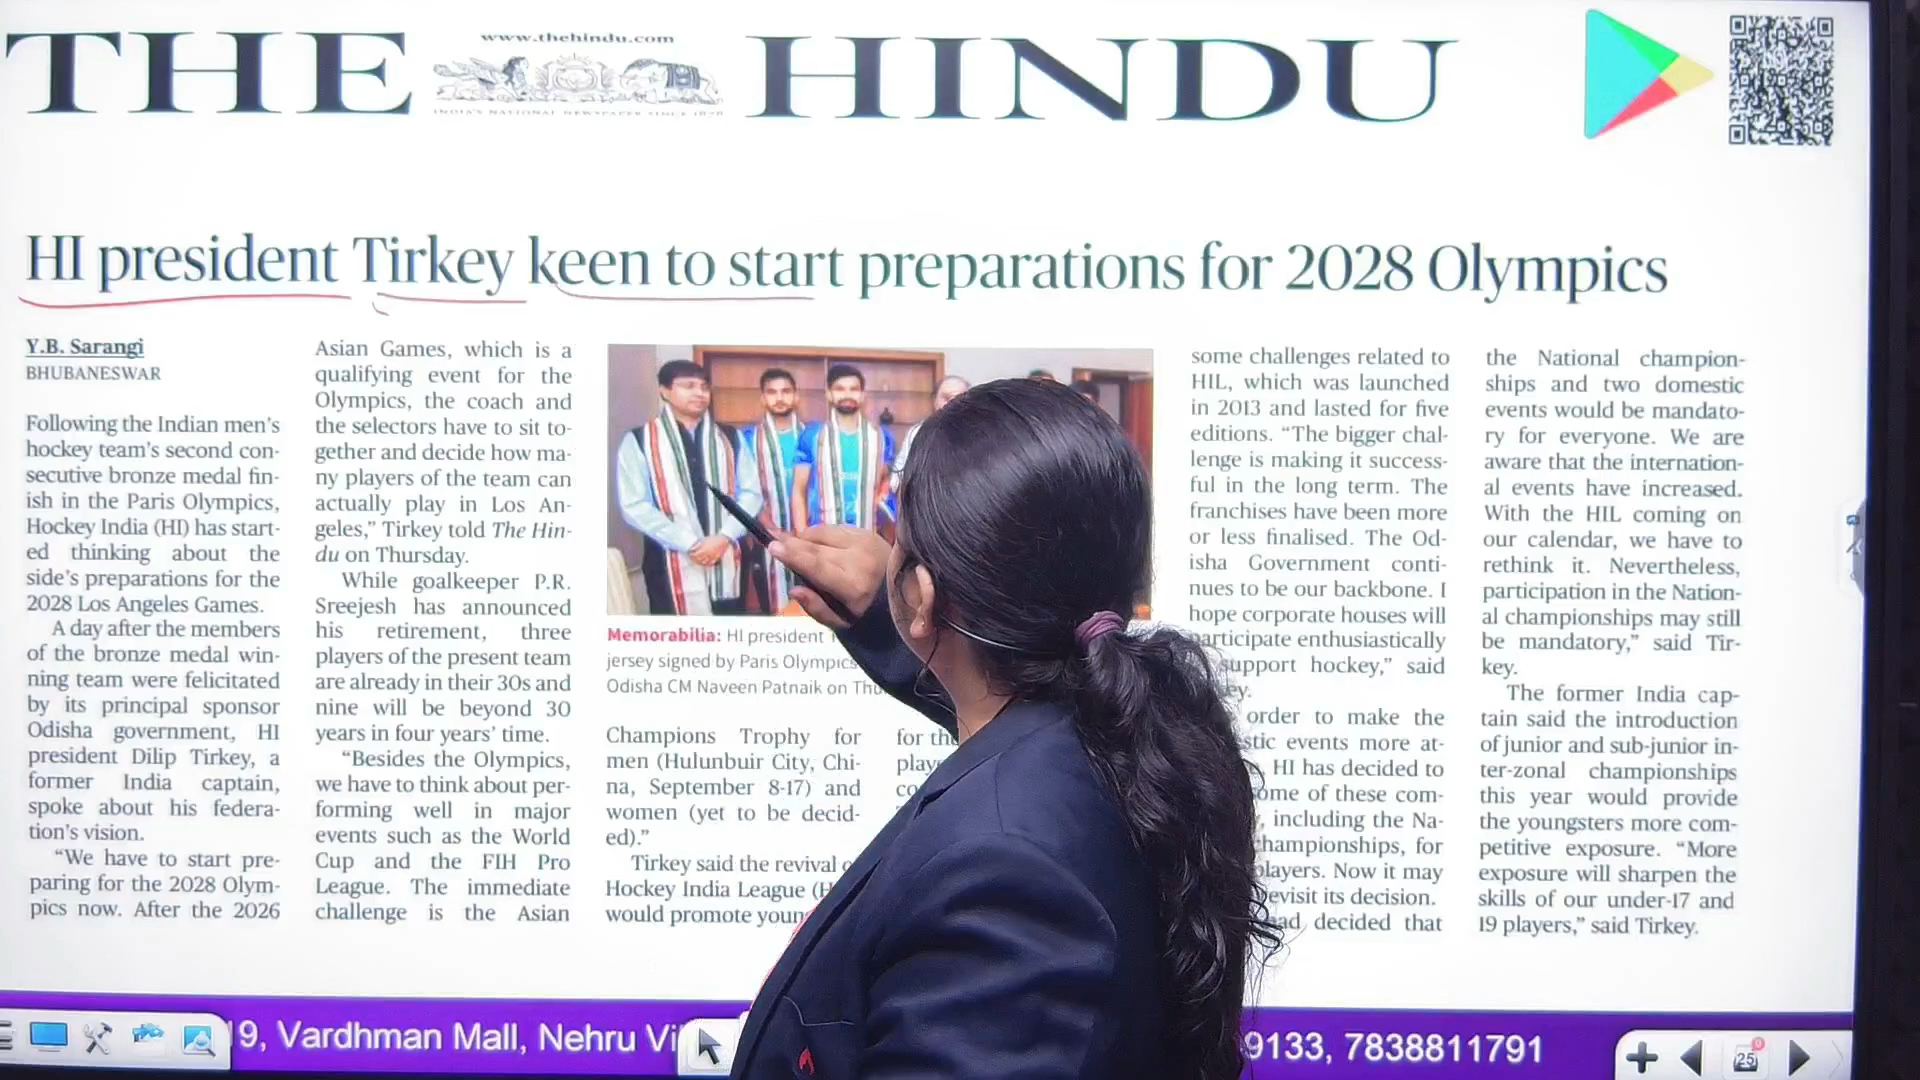 www.thehindu.com
THE HINDU
INDIA'S NATIONAL NEWSPAPER SINCE 1878
HI president Tirkey keen to start preparations for 2028 Olympics
Y.B. Sarangi
BHUBANESWAR
Following the Indian men's
hockey team's second con-
secutive bronze medal fin-
ish in the Paris Olympics,
Hockey India (HI) has start-
ed thinking about the
side's preparations for the
2028 Los Angeles Games.
A day after the members
of the bronze medal win-
ning team were felicitated
by its principal sponsor
Odisha government, HI
president Dilip Tirkey, a
former India captain,
spoke about his federa-
tion's vision.
"We have to start pre-
paring for the 2028 Olym-
pics now. After the 2026
Asian Games, which is a
qualifying event for the
Olympics, the coach and
the selectors have to sit to-
gether and decide how ma-
ny players of the team can
actually play in Los An-
geles," Tirkey told The Hin-
du on Thursday.
While goalkeeper P.R.
Sreejesh has announced
his retirement, three
players of the present team
are already in their 30s and
nine will be beyond 30
years in four years' time.
"Besides the Olympics,
we have to think about per-
forming well in major
events such as the World
Cup and the FIH Pro
League. The immediate
challenge is the Asian
Memorabilia: HI president
jersey signed by Paris Olympics
Odisha CM Naveen Patnaik on
Champions Trophy for
men (Hulunbuir City, Chi-
na, September 8-17) and
women (yet to be decid-
ed)."
Tirkey said the revival
Hockey India League
would promote
for the
some challenges related to
HIL, which was launched
in 2013 and lasted for five
editions. "The bigger chal-
lenge is making it success-
ful in the long term. The
franchises have been more
or less finalised. The Od-
isha Government conti-
nues to be our backbone. I
hope corporate houses will
participate enthusiastically
support hockey," said
order to make the
events more at-
HI has decided to
some of these com-
including the Na-
championships, for
players. Now it may
revisit its decision.
had decided that
the National champion-
ships and two domestic
events would be mandato-
ry for everyone. We are
aware that the internation-
al events have increased.
With the HIL coming on
our calendar, we have to
rethink it. Nevertheless,
participation in the Nation-
al championships may still
be mandatory," said Tir-
key.
The former India cap-
tain said the introduction
of junior and sub-junior in-
ter-zonal championships
this year would provide
the youngsters more com-
petitive exposure. "More
exposure will sharpen the
skills of our under-17 and
19 players," said Tirkey.
9, Vardhman Mall, Nehru
9133, 7838811791
25